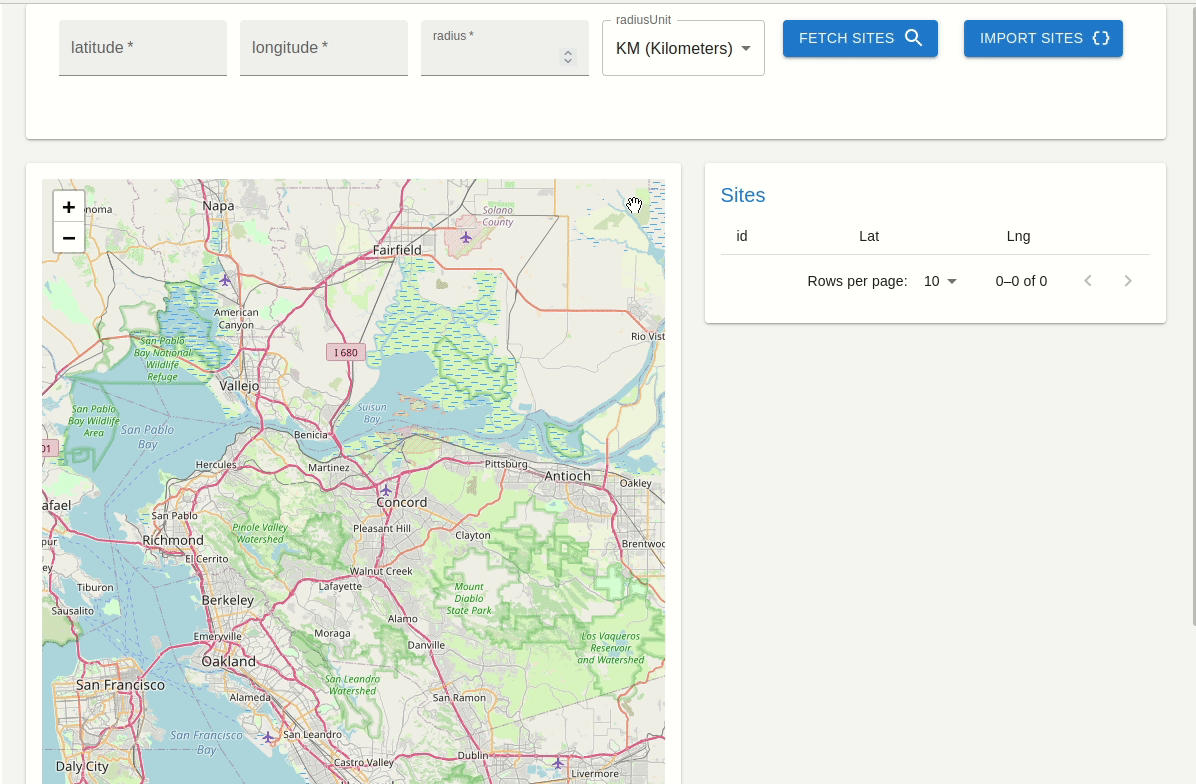 latitude *
longitude *
radius *
radiusUnit
KM (Kilometers)
FETCH SITES
IMPORT SITES
Sites
id Lat Lng
Rows per page: 10 0–0 of 0
+
−
noma
Napa
Solano
County
Fairfield
American
Canyon
Rio Vist
San Pablo
Bay National
Wildlife
Refuge
I 680
Vallejo
San Pablo
Bay Wildlife
Area
San Pablo
Bay
Suisun
Bay
Benicia
01
Hercules
Martinez
Pittsburg
Antioch
Oakley
afael
San Pablo
Concord
Pinole Valley
Watershed
Pleasant Hill
Clayton
Richmond
pur
Brentwoo
El Cerrito
ey
Walnut Creek
Tiburon
Lafayette
Mount
Diablo
State Park
Berkeley
Sausalito
Alamo
Emeryville
Moraga
Danville
Los Vaqueros
Reservoir
and Watershed
Oakland
San Leandro
Watershed
San Francisco
Alameda
San Ramon
San Francisco
Bay
San Leandro
Dublin
Daly City
Castro Valley
Livermore